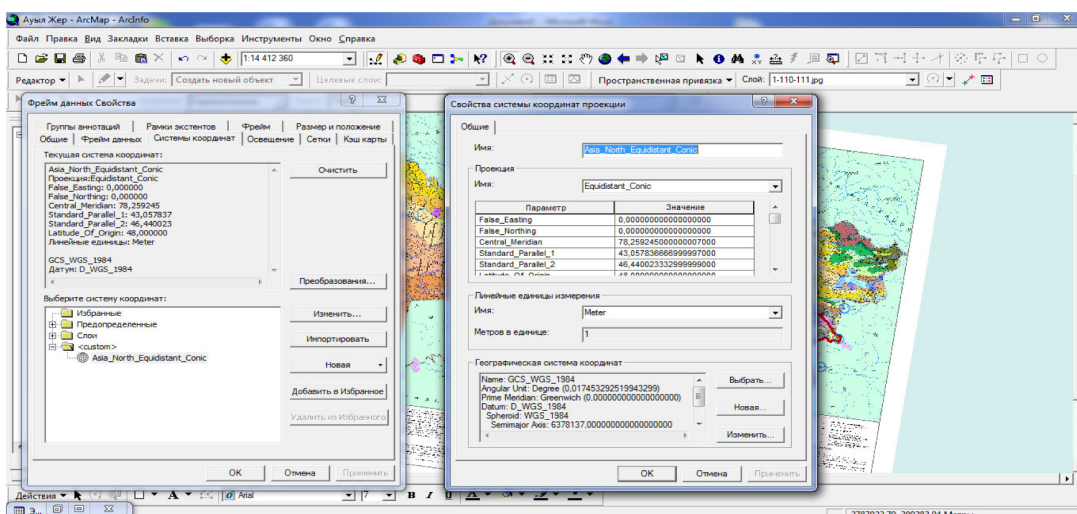 Ауыл Жер - ArcMap - ArcInfo
Файл Правка Вид Закладки Вставка Выборка Инструменты Окно Справка
1:14 412 360
Редактор Задачи: Создать новый объект Целевые слои: Пространственная привязка Слой: 1-110-111.jpg
Фрейм данных Свойства
Группы аннотаций Рамки экстентов Фрейм Размер и положение
Общие Фрейм данных Системы координат Освещение Сетки Кэш карты
Текущая система координат:
Asia_North_Equidistant_Conic
Проекция:Equidistant_Conic
False_Easting: 0,000000
False_Northing: 0,000000
Central_Meridian: 78,259245
Standard_Parallel_1: 43,057837
Standard_Parallel_2: 46,440023
Latitude_Of_Origin: 48,000000
Линейные единицы: Meter
GCS_WGS_1984
Датум: D_WGS_1984
Очистить
Преобразования...
Выберите систему координат:
Избранные
Предопределенные
Слои
<custom>
Asia_North_Equidistant_Conic
Изменить...
Импортировать
Новая
Добавить в Избранное
Удалить из Избранного
OK Отмена Применить
Свойства системы координат проекции
Общие
Имя: Asia_North_Equidistant_Conic
Проекция
Имя: Equidistant_Conic
Параметр Значение
False_Easting 0,000000000000000000
False_Northing 0,000000000000000000
Central_Meridian 78,259245000000007000
Standard_Parallel_1 43,057836666999997000
Standard_Parallel_2 46,440023332999999000
Latitude_Of_Origin 48,000000000000000000
Линейные единицы измерения
Имя: Meter
Метров в единице: 1
Географическая система координат
Name: GCS_WGS_1984
Angular Unit: Degree (0,017453292519943299)
Prime Meridian: Greenwich (0,000000000000000000)
Datum: D_WGS_1984
Spheroid: WGS_1984
Semimajor Axis: 6378137,000000000000000000
Выбрать...
Новая...
Изменить...
OK Отмена Применить
Действия A Arial 7 B I U A
Э...